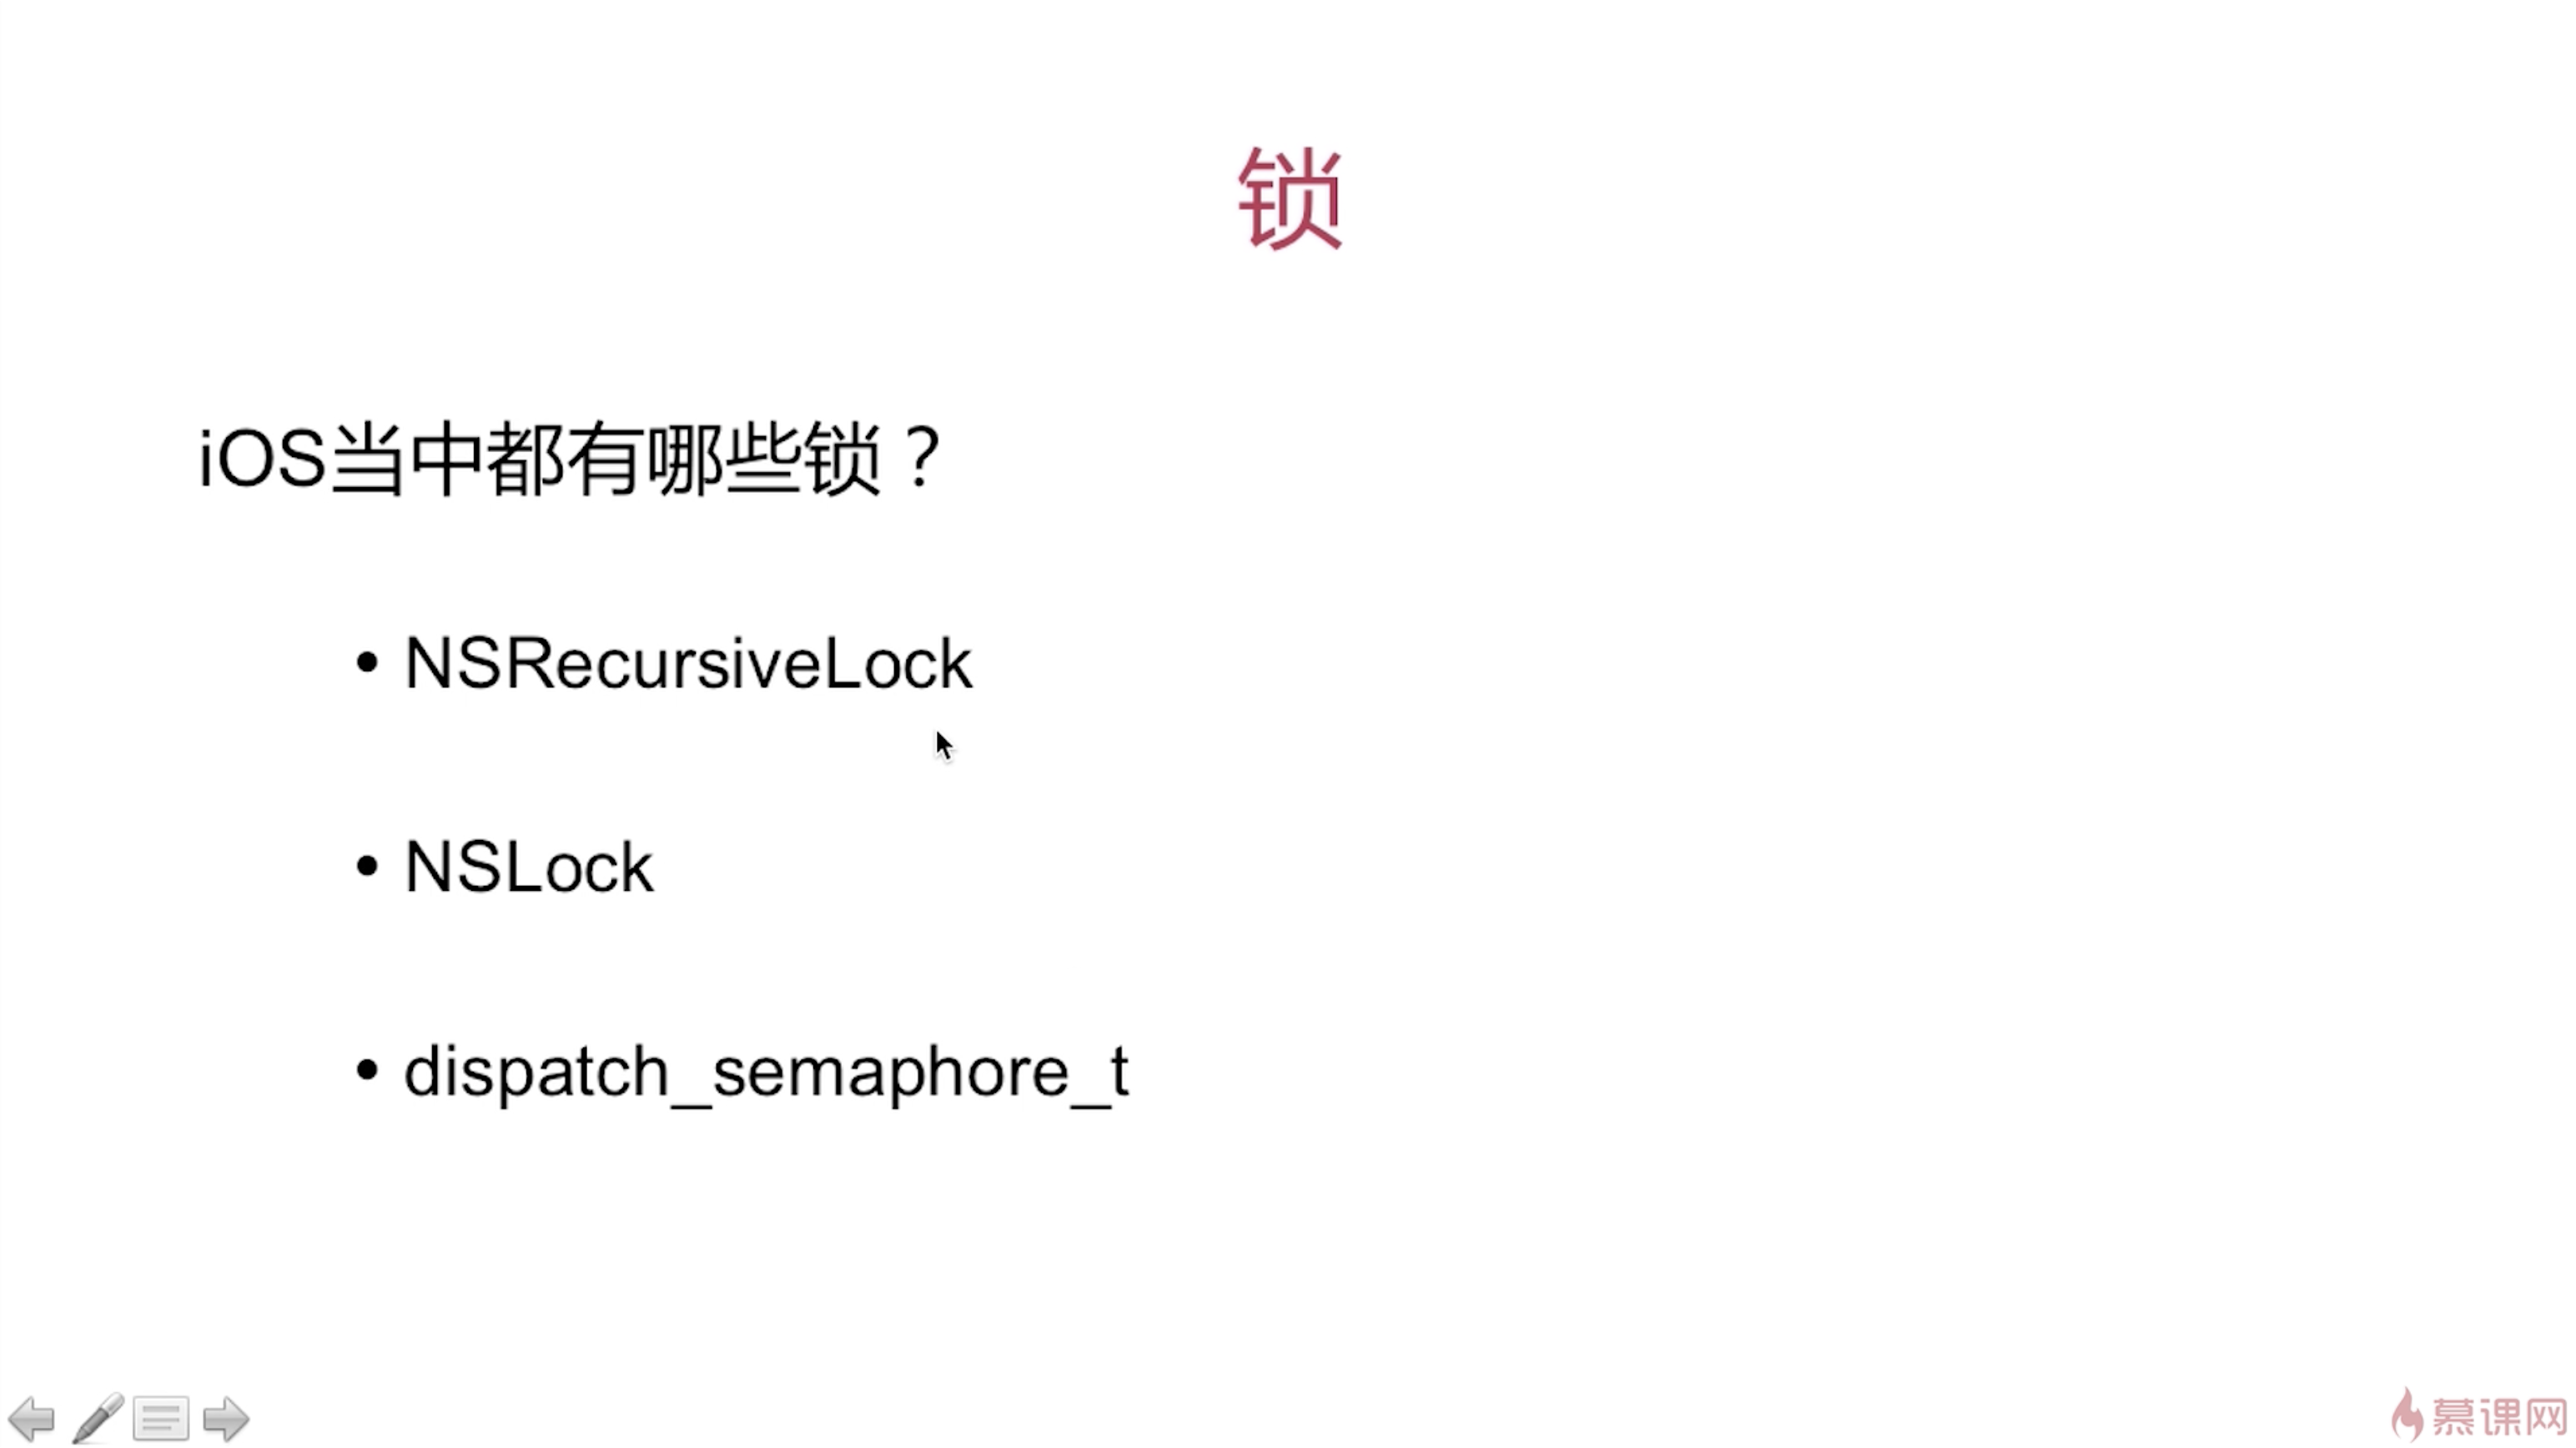 锁
iOS当中都有哪些锁？
• NSRecursiveLock
• NSLock
• dispatch_semaphore_t
慕课网